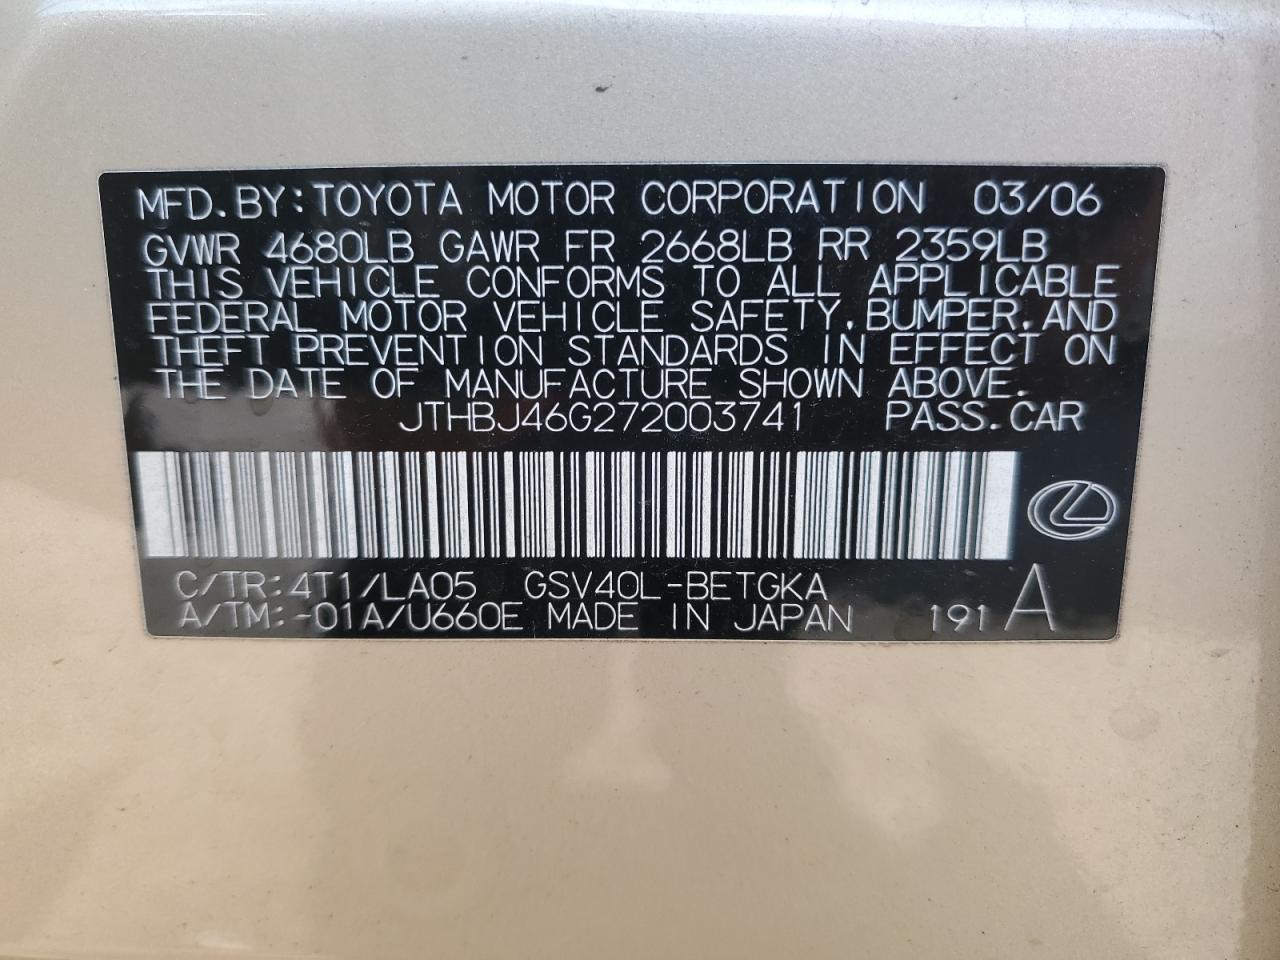 MFD.BY:TOYOTA MOTOR CORPORATION 03/06
GVWR 4680LB GAWR FR 2668LB RR 2359LB
THIS VEHICLE CONFORMS TO ALL APPLICABLE
FEDERAL MOTOR VEHICLE SAFETY,BUMPER,AND
THEFT PREVENTION STANDARDS IN EFFECT ON
THE DATE OF MANUFACTURE SHOWN ABOVE.
JTHBJ46G272003741 PASS.CAR
C/TR:4T1/LA05 GSV40L-BETGKA
A/TM:-01A/U660E MADE IN JAPAN 191 A